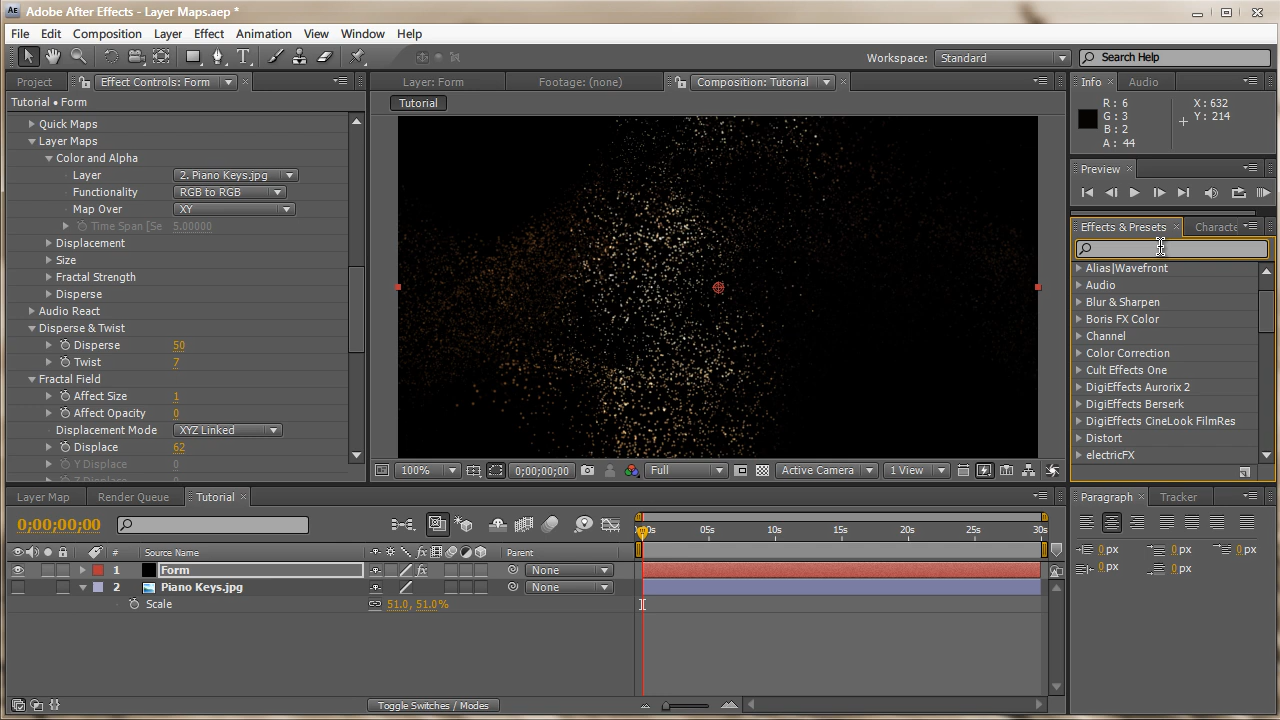 Adobe After Effects - Layer Maps.aep *
File Edit Composition Layer Effect Animation View Window Help
Workspace: Standard Search Help
Project Effect Controls: Form
Layer: Form Footage: (none) Composition: Tutorial
Info Audio
Tutorial • Form
Tutorial
Quick Maps
Layer Maps
Color and Alpha
Layer 2. Piano Keys.jpg
Functionality RGB to RGB
Map Over XY
Time Span [Se 5.00000
Displacement
Size
Fractal Strength
Disperse
Audio React
Disperse & Twist
Disperse 50
Twist 7
Fractal Field
Affect Size 1
Affect Opacity 0
Displacement Mode XYZ Linked
Displace 62
Y Displace 0
R : 6 X : 632
G : 3 Y : 214
B : 2
A : 44
Preview
Effects & Presets Characte
Alias|Wavefront
Audio
Blur & Sharpen
Boris FX Color
Channel
Color Correction
Cult Effects One
DigiEffects Aurorix 2
DigiEffects Berserk
DigiEffects CineLook FilmRes
Distort
electricFX
100% 0;00;00;00 Full Active Camera 1 View
Layer Map Render Queue Tutorial
0;00;00;00
05s 10s 15s 20s 25s 30s
# Source Name Parent
1 Form None
2 Piano Keys.jpg None
Scale 51.0, 51.0%
Toggle Switches / Modes
Paragraph Tracker
0 px 0 px 0 px
0 px 0 px